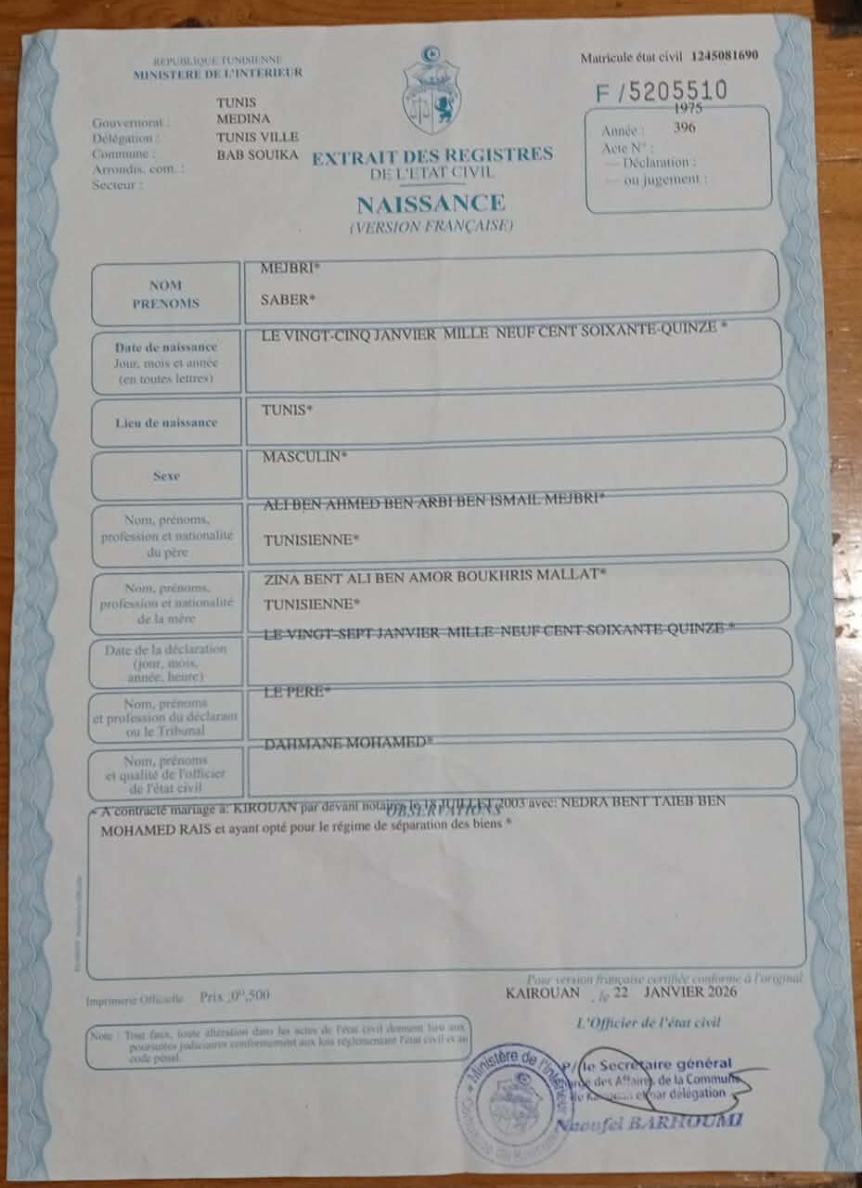 REPUBLIQUE TUNISIENNE
MINISTERE DE L'INTERIEUR
Matricule état civil 1245081690
F/5205510
Gouvernorat : TUNIS
Délégation : MEDINA
Commune : TUNIS VILLE
Arrondis. com. : BAB SOUIKA
Secteur :
1975
Année : 396
Acte N° :
— Déclaration :
— ou jugement :
EXTRAIT DES REGISTRES
DE L'ETAT CIVIL
NAISSANCE
(VERSION FRANÇAISE)
NOM
PRENOMS
MEJBRI*
SABER*
Date de naissance
Jour, mois et année
(en toutes lettres)
LE VINGT-CINQ JANVIER MILLE NEUF CENT SOIXANTE-QUINZE *
Lieu de naissance
TUNIS*
Sexe
MASCULIN*
Nom, prénoms,
profession et nationalité
du père
ALI BEN AHMED BEN ARBI BEN ISMAIL MEJBRI*
TUNISIENNE*
Nom, prénoms,
profession et nationalité
de la mère
ZINA BENT ALI BEN AMOR BOUKHRIS MALLAT*
TUNISIENNE*
Date de la déclaration
(jour, mois,
année, heure)
LE VINGT-SEPT JANVIER MILLE NEUF CENT SOIXANTE-QUINZE *
Nom, prénoms
et profession du déclarant
ou le Tribunal
LE PERE*
Nom, prénoms
et qualité de l'officier
de l'état civil
DAHMANE MOHAMED*
OBSERVATIONS
* A contracté mariage a: KIROUAN par devant notaire le 18 JUILLET 2003 avec: NEDRA BENT TAIEB BEN
MOHAMED RAIS et ayant opté pour le régime de séparation des biens *
Imprimerie Officielle Prix : 0ᴰ,500
Pour version française certifiée conforme à l'original
KAIROUAN , le 22 JANVIER 2026
L'Officier de l'état civil
Note : Tout faux, toute altération dans les actes de l'état civil donnent lieu aux
poursuites judiciaires conformément aux lois réglementant l'état civil et au
code pénal.
Ministère de l'Intérieur
P/ le Secrétaire général
des Affaires de la Commune
de Kairouan et par délégation
Naoufel BARHOUMI